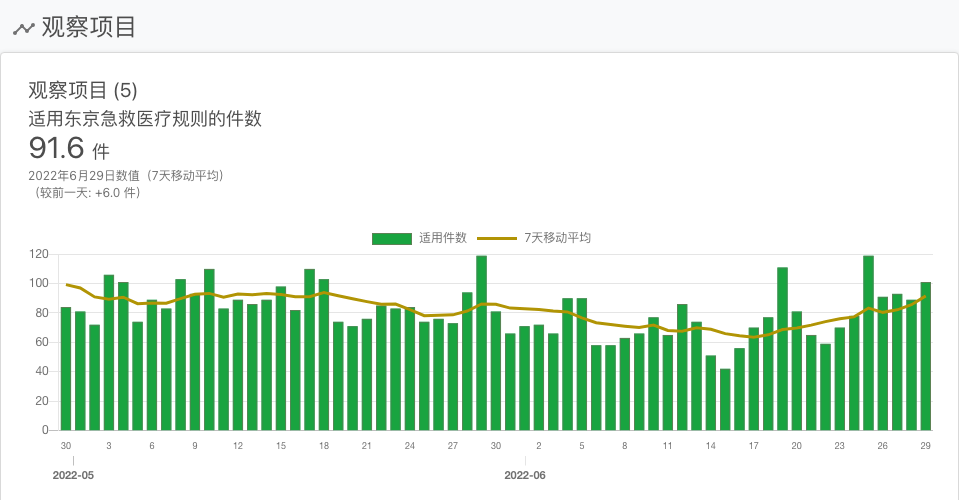 观察项目
观察项目 (5)
适用东京急救医疗规则的件数
91.6 件
2022年6月29日数值（7天移动平均）
（较前一天: +6.0 件）
适用件数 7天移动平均
120
100
80
60
40
20
0
30 3 6 9 12 15 18 21 24 27 30 2 5 8 11 14 17 20 23 26 29
2022-05 2022-06